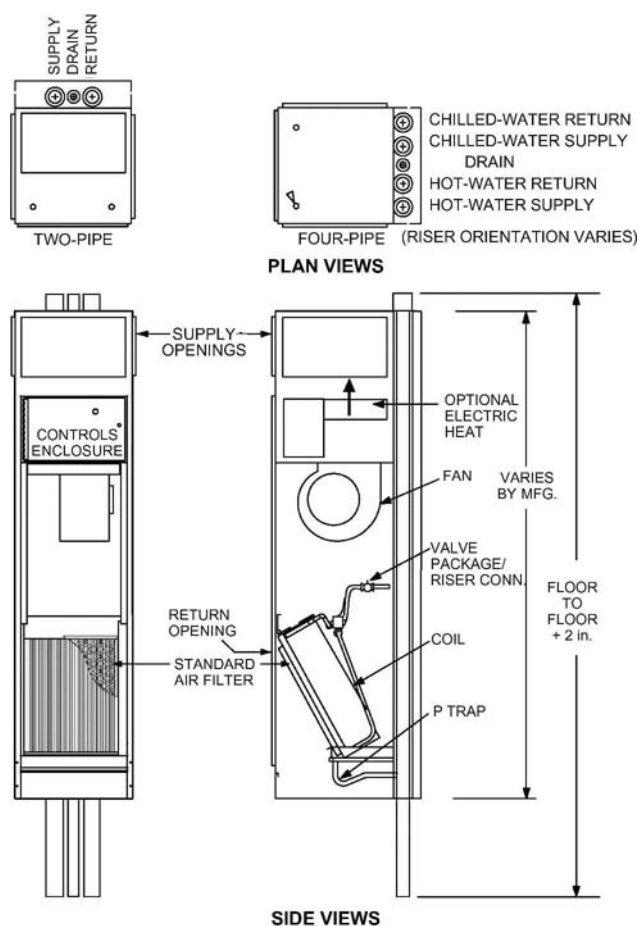 SUPPLY
DRAIN
RETURN
CHILLED-WATER RETURN
CHILLED-WATER SUPPLY
DRAIN
HOT-WATER RETURN
HOT-WATER SUPPLY
TWO-PIPE
FOUR-PIPE
(RISER ORIENTATION VARIES)
PLAN VIEWS
SUPPLY
OPENINGS
CONTROLS
ENCLOSURE
OPTIONAL
ELECTRIC
HEAT
FAN
VARIES
BY MFG.
VALVE
PACKAGE/
RISER CONN.
FLOOR
TO
FLOOR
+ 2 in.
RETURN
OPENING
STANDARD
AIR FILTER
COIL
P TRAP
SIDE VIEWS